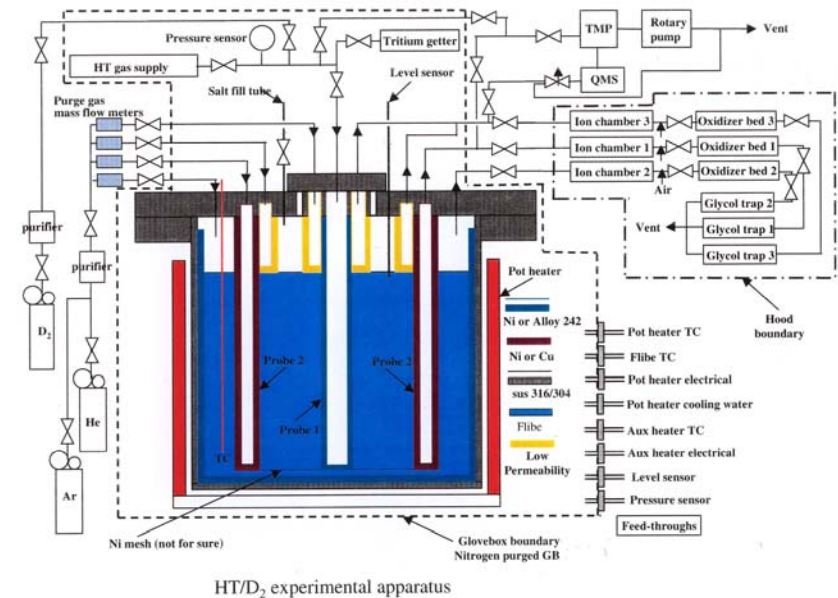 Pressure sensor
HT gas supply
Tritium getter
TMP
Rotary
pump
Vent
QMS
Salt fill tube
Level sensor
Purge gas
mass flow meters
Ion chamber 3
Oxidizer bed 3
Ion chamber 1
Oxidizer bed 1
Ion chamber 2
Oxidizer bed 2
Air
Glycol trap 2
Vent
Glycol trap 1
Glycol trap 3
Hood
boundary
purifier
purifier
D₂
He
Ar
Pot heater
Ni or Alloy 242
Ni or Cu
sus 316/304
Flibe
Low
Permeability
Probe 2
Probe 1
Probe 2
TC
Pot heater TC
Flibe TC
Pot heater electrical
Pot heater cooling water
Aux heater TC
Aux heater electrical
Level sensor
Pressure sensor
Feed-throughs
Ni mesh (not for sure)
Glovebox boundary
Nitrogen purged GB
HT/D₂ experimental apparatus